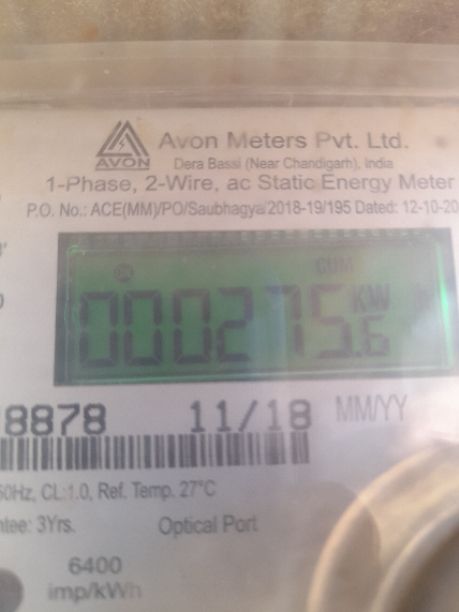 AVON
Avon Meters Pvt. Ltd.
Dera Bassi (Near Chandigarh), India
1-Phase, 2-Wire, ac Static Energy Meter
P.O. No.: ACE(MM)/PO/Saubhagya/2018-19/195 Dated: 12-10-20
CUM
000275.6 KW
8878 11/18 MM/YY
50Hz, CL:1.0, Ref. Temp. 27°C
ntee: 3Yrs. Optical Port
6400
imp/kWh